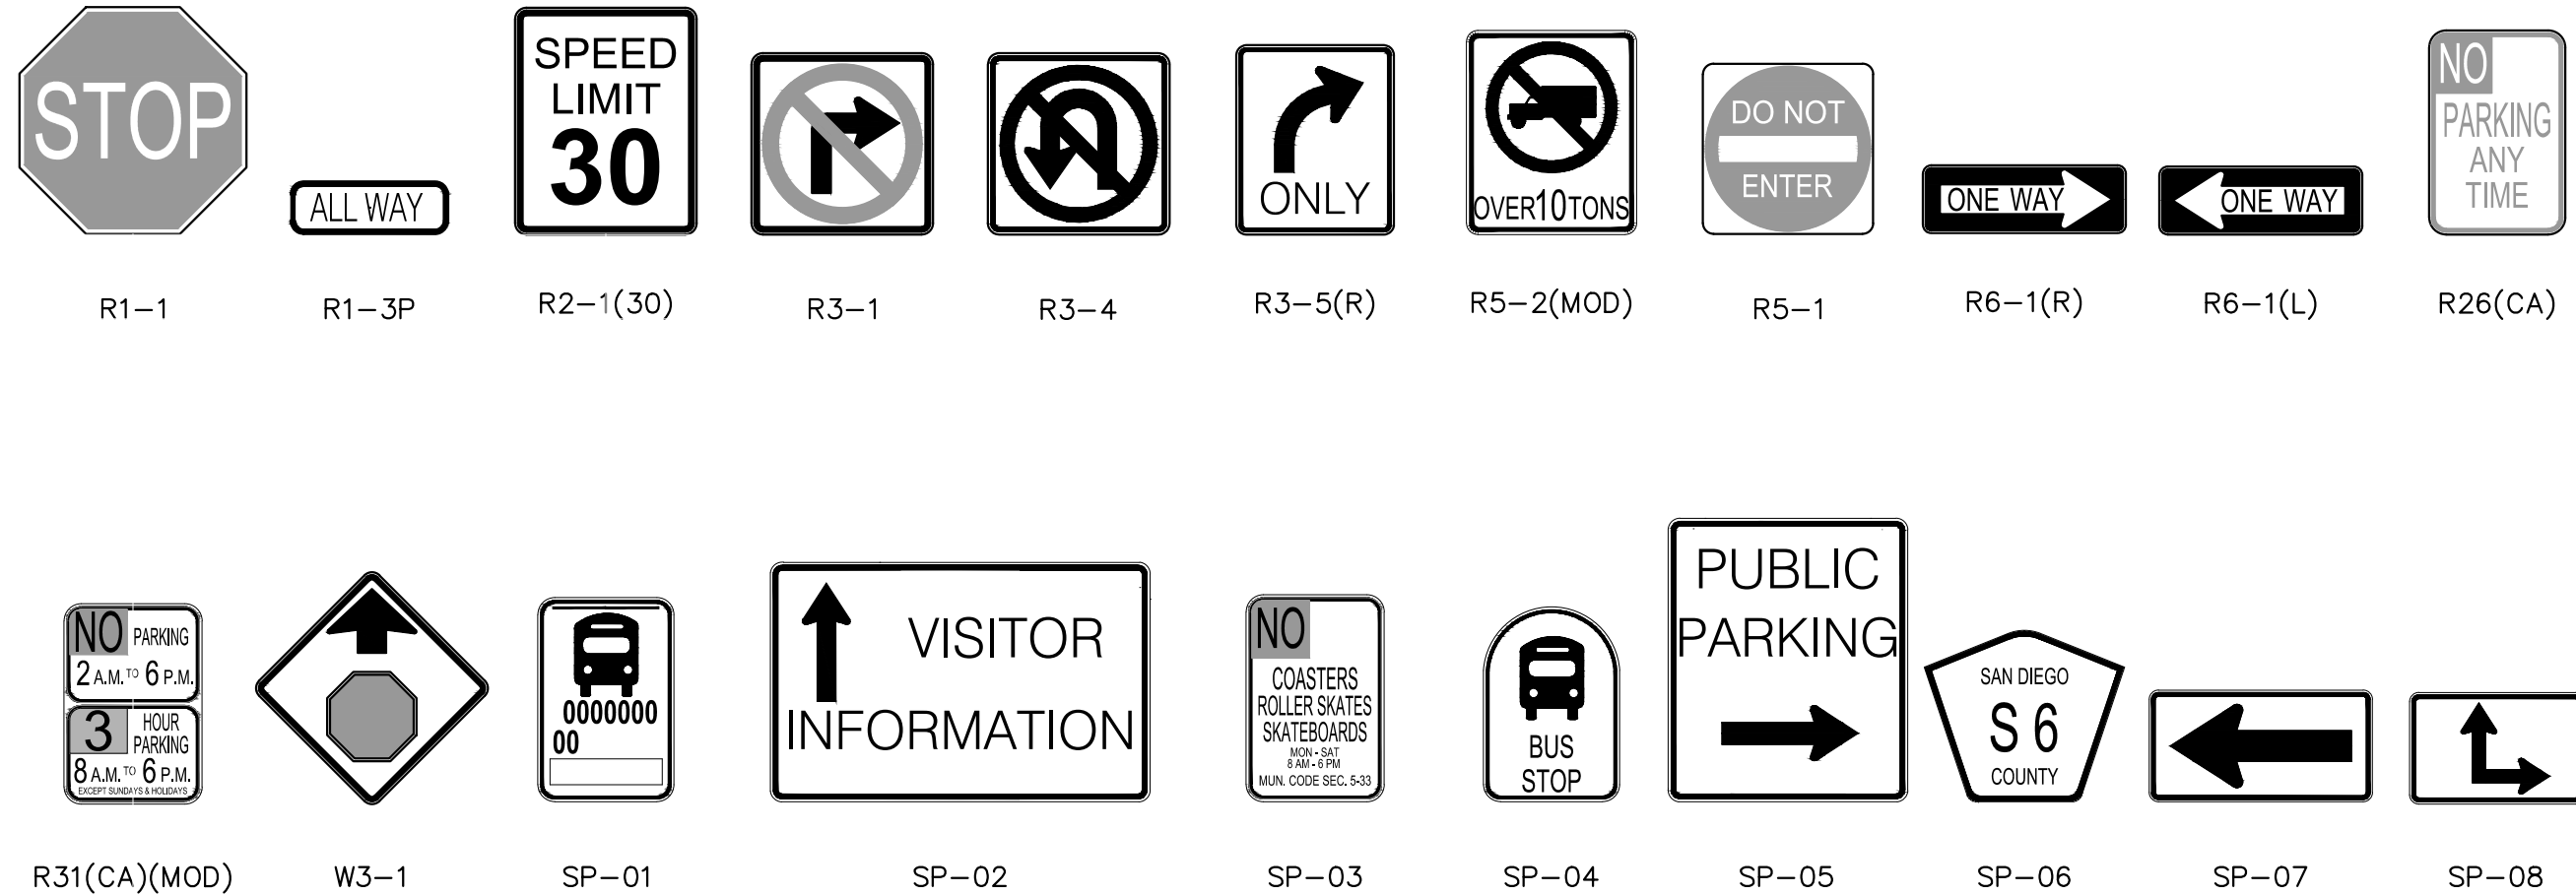 STOP
ALL WAY
SPEED
LIMIT
30
ONLY
OVER 10 TONS
DO NOT
ENTER
ONE WAY
ONE WAY
NO
PARKING
ANY
TIME
R1-1
R1-3P
R2-1(30)
R3-1
R3-4
R3-5(R)
R5-2(MOD)
R5-1
R6-1(R)
R6-1(L)
R26(CA)
NO PARKING
2 A.M. TO 6 P.M.
3 HOUR
PARKING
8 A.M. TO 6 P.M.
EXCEPT SUNDAYS & HOLIDAYS
0000000
00
VISITOR
INFORMATION
NO
COASTERS
ROLLER SKATES
SKATEBOARDS
MON - SAT
8 AM - 6 PM
MUN. CODE SEC. 5-33
BUS
STOP
PUBLIC
PARKING
SAN DIEGO
S 6
COUNTY
R31(CA)(MOD)
W3-1
SP-01
SP-02
SP-03
SP-04
SP-05
SP-06
SP-07
SP-08